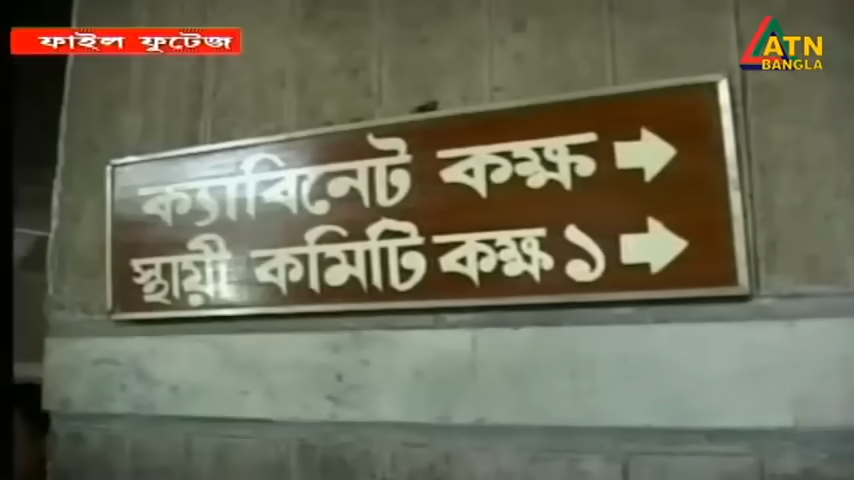 ফাইল ফুটেজ
ATN
BANGLA
ক্যাবিনেট কক্ষ
স্থায়ী কমিটি কক্ষ ১